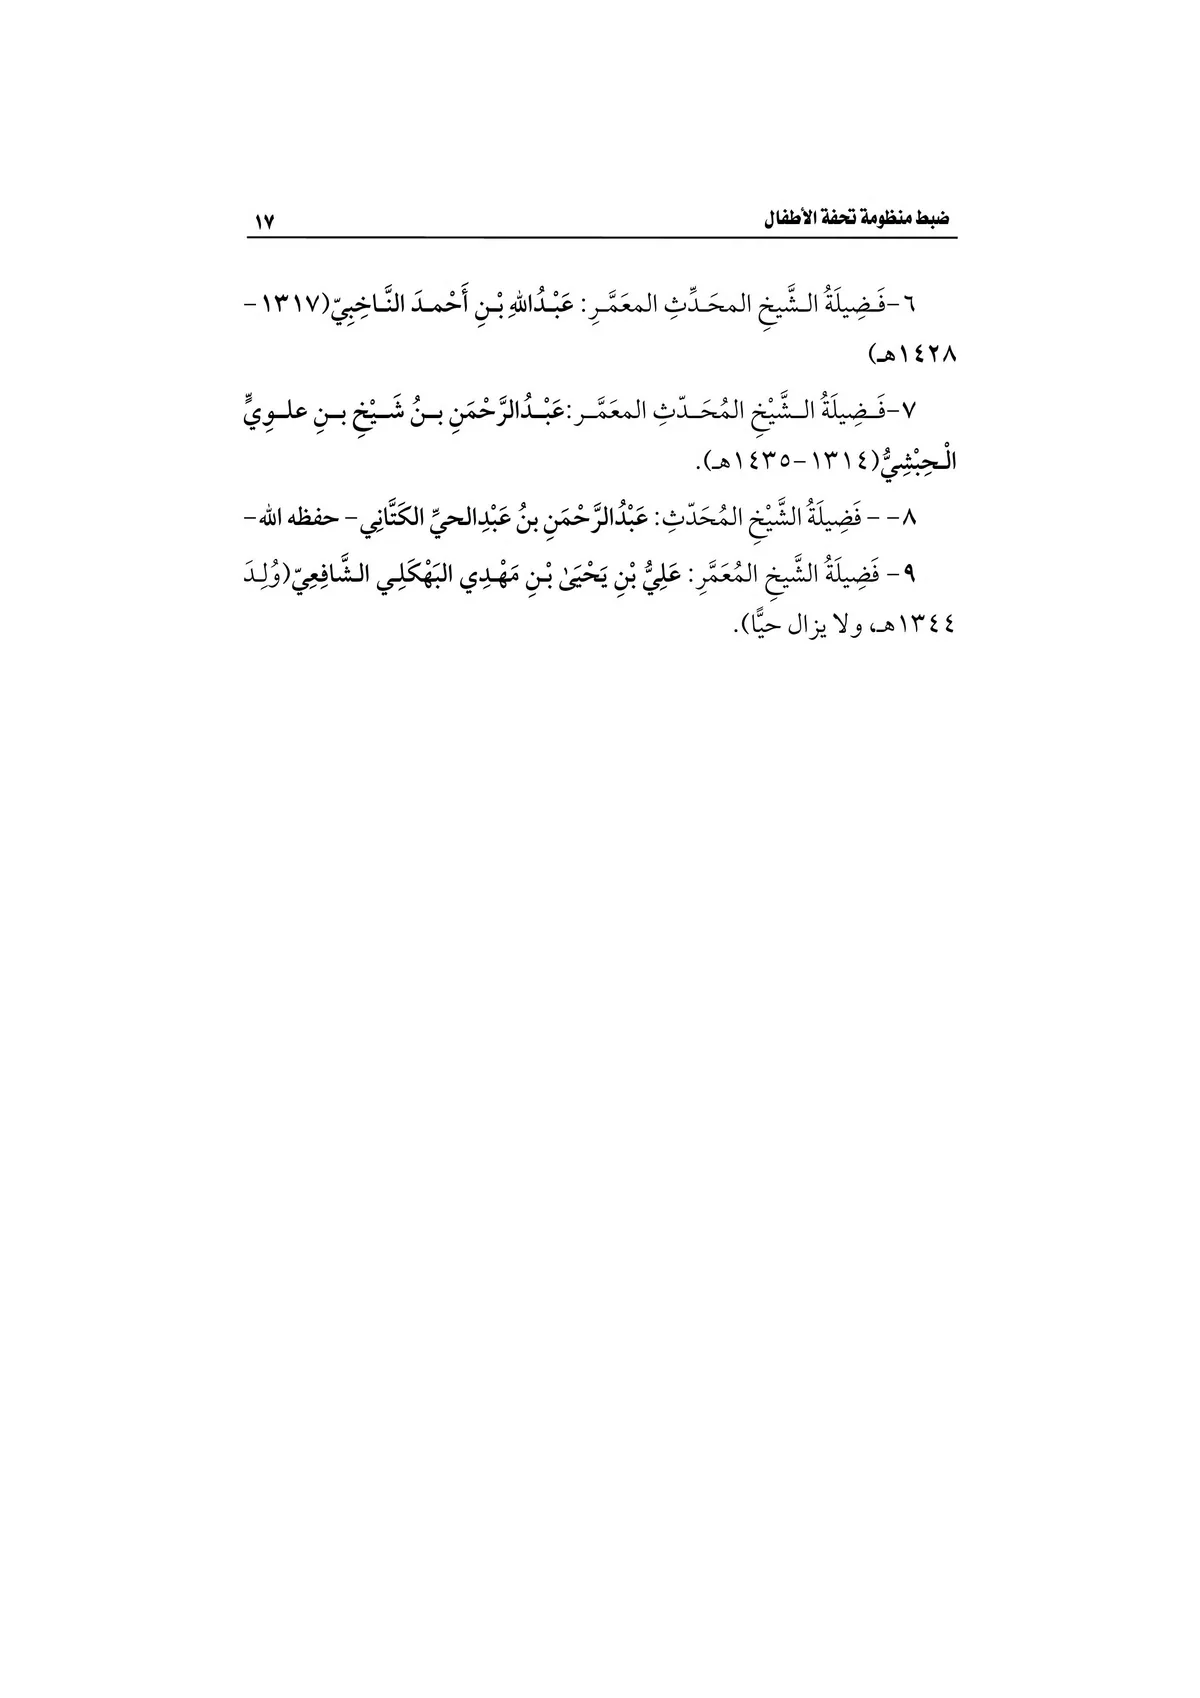 ضبط منظومة تحفة الأطفال ١٧
٦-فَضِيلَةُ الشَّيخِ المحَدِّثِ المعَمَّرِ: عَبْدُاللهِ بْنِ أَحْمدَ النَّاخِبِيّ(١٣١٧-
١٤٢٨هـ)
٧-فَضِيلَةُ الشَّيْخِ المُحَدّثِ المعَمَّر:عَبْدُالرَّحْمَنِ بنُ شَيْخِ بنِ علوِيٍّ
الْحِبْشِيُّ(١٣١٤-١٤٣٥هـ).
٨- - فَضِيلَةُ الشَّيْخِ المُحَدّثِ: عَبْدُالرَّحْمَنِ بنُ عَبْدِالحيِّ الكَتَّانِي- حفظه الله-
٩- فَضِيلَةُ الشَّيخِ المُعَمَّرِ: عَلِيُّ بْنِ يَحْيَىٰ بْنِ مَهْدِي البَهْكَلِي الشَّافِعِيّ(وُلِدَ
١٣٤٤هـ، ولا يزال حيًّا).